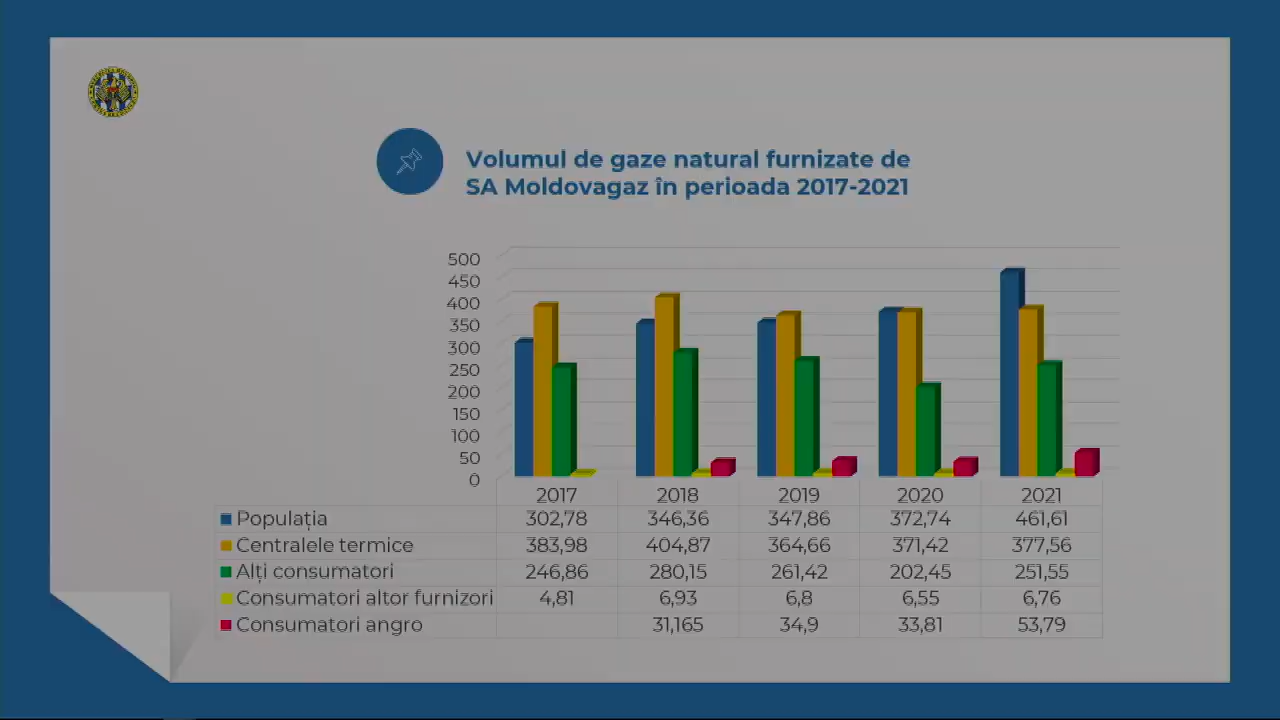 Volumul de gaze natural furnizate de
SA Moldovagaz în perioada 2017-2021
500
450
400
350
300
250
200
150
100
50
0
2017 2018 2019 2020 2021
Populația 302,78 346,36 347,86 372,74 461,61
Centralele termice 383,98 404,87 364,66 371,42 377,56
Alți consumatori 246,86 280,15 261,42 202,45 251,55
Consumatori altor furnizori 4,81 6,93 6,8 6,55 6,76
Consumatori angro 31,165 34,9 33,81 53,79